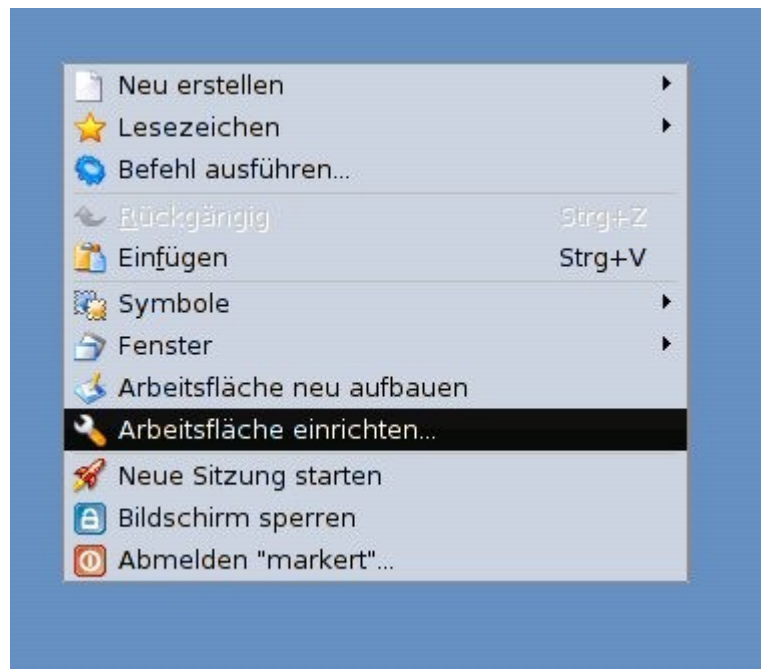 Neu erstellen
Lesezeichen
Befehl ausführen...
Rückgängig Strg+Z
Einfügen Strg+V
Symbole
Fenster
Arbeitsfläche neu aufbauen
Arbeitsfläche einrichten...
Neue Sitzung starten
Bildschirm sperren
Abmelden "markert"...